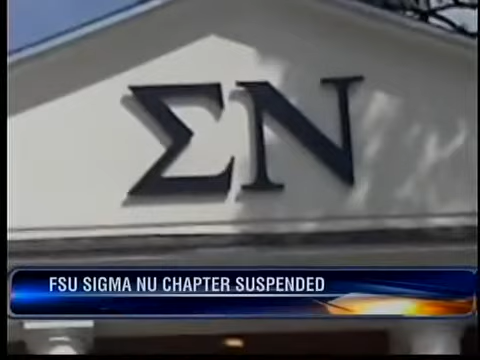 ΣΝ
FSU SIGMA NU CHAPTER SUSPENDED